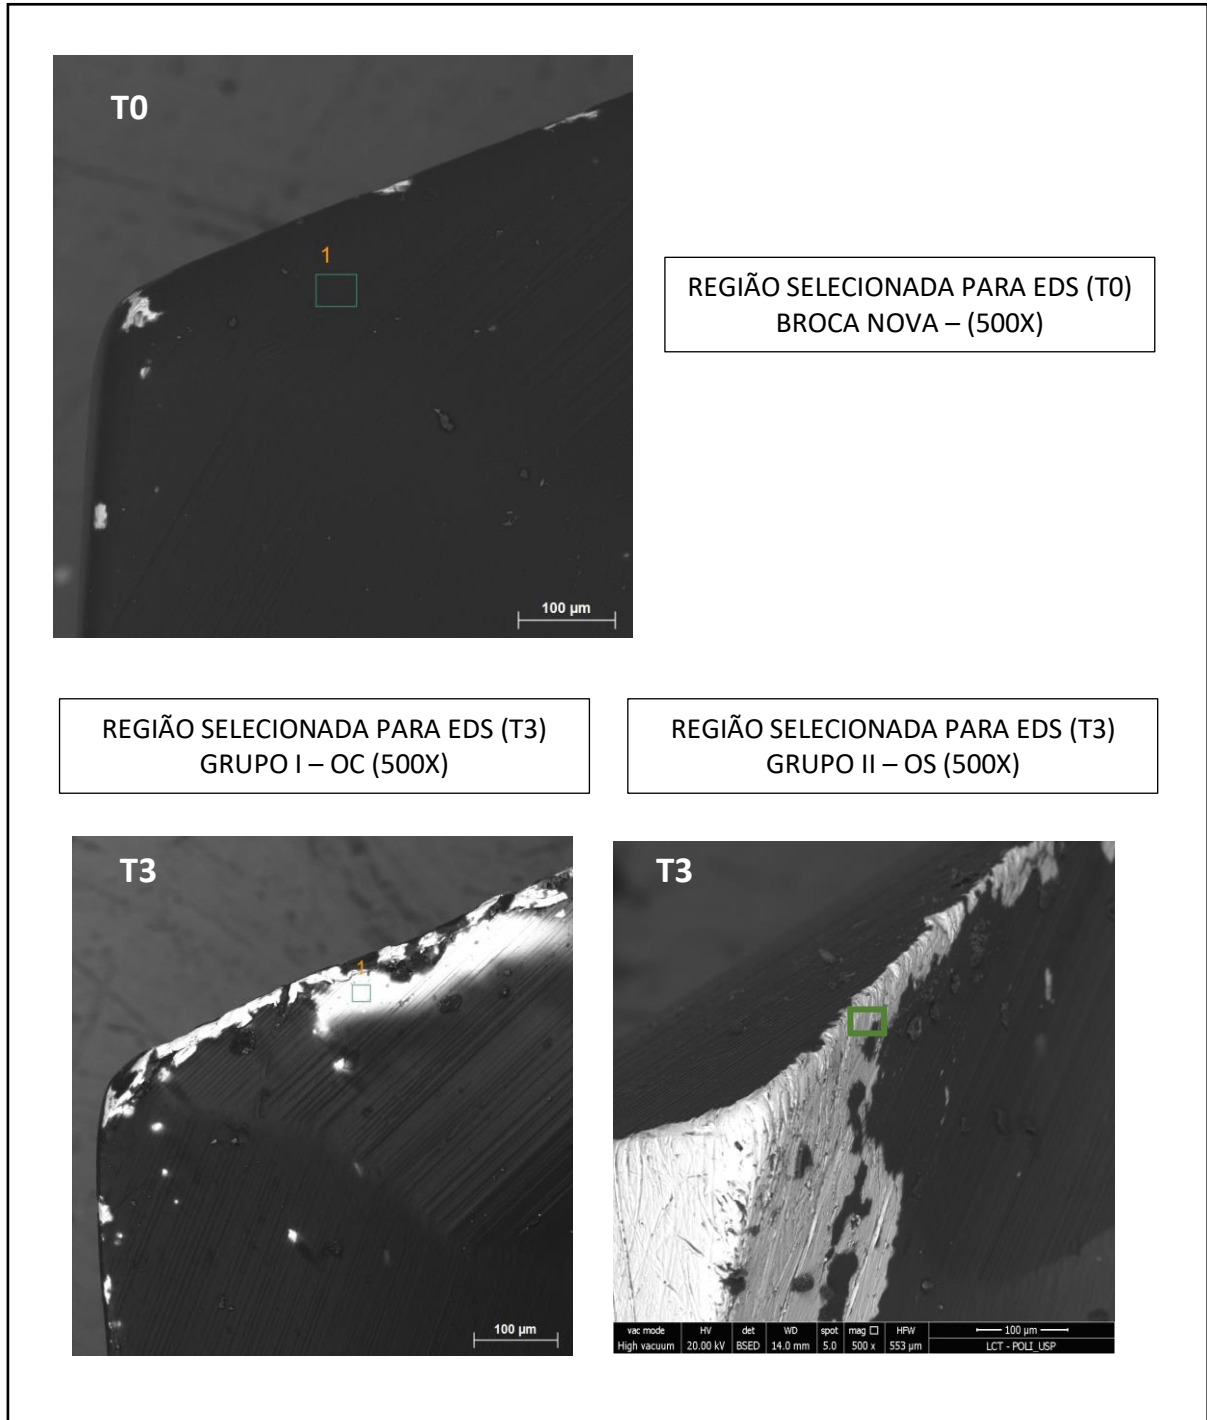 T0
1
100 µm
REGIÃO SELECIONADA PARA EDS (T0)
BROCA NOVA – (500X)
REGIÃO SELECIONADA PARA EDS (T3)
GRUPO I – OC (500X)
REGIÃO SELECIONADA PARA EDS (T3)
GRUPO II – OS (500X)
T3
1
100 µm
T3
vac mode HV det WD spot mag □ HFW 100 µm
High vacuum 20.00 kV BSED 14.0 mm 5.0 500 x 553 µm LCT - POLI_USP